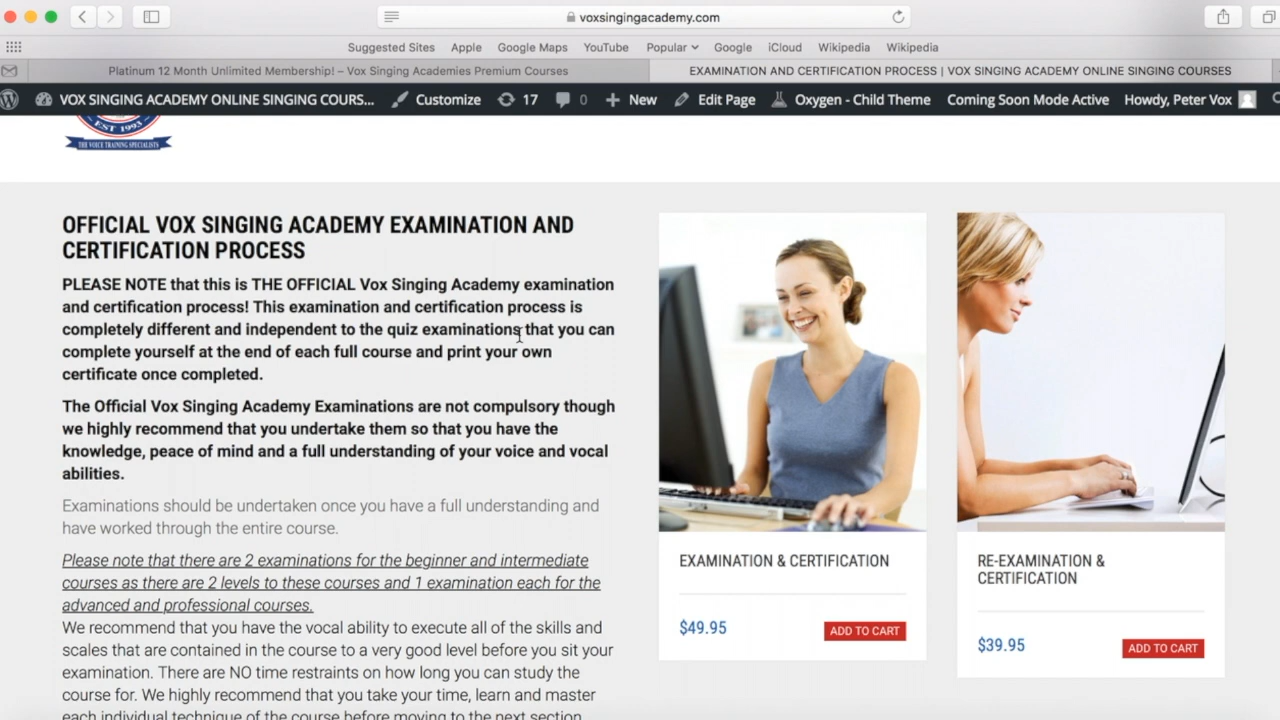 voxsingingacademy.com
Suggested Sites Apple Google Maps YouTube Popular Google iCloud Wikipedia Wikipedia
Platinum 12 Month Unlimited Membership! – Vox Singing Academies Premium Courses
EXAMINATION AND CERTIFICATION PROCESS | VOX SINGING ACADEMY ONLINE SINGING COURSES
VOX SINGING ACADEMY ONLINE SINGING COURS... Customize 17 0 New Edit Page Oxygen - Child Theme Coming Soon Mode Active Howdy, Peter Vox
EST 1993
THE VOICE TRAINING SPECIALISTS
OFFICIAL VOX SINGING ACADEMY EXAMINATION AND
CERTIFICATION PROCESS
PLEASE NOTE that this is THE OFFICIAL Vox Singing Academy examination
and certification process! This examination and certification process is
completely different and independent to the quiz examinations that you can
complete yourself at the end of each full course and print your own
certificate once completed.
The Official Vox Singing Academy Examinations are not compulsory though
we highly recommend that you undertake them so that you have the
knowledge, peace of mind and a full understanding of your voice and vocal
abilities.
Examinations should be undertaken once you have a full understanding and
have worked through the entire course.
Please note that there are 2 examinations for the beginner and intermediate
courses as there are 2 levels to these courses and 1 examination each for the
advanced and professional courses.
We recommend that you have the vocal ability to execute all of the skills and
scales that are contained in the course to a very good level before you sit your
examination. There are NO time restraints on how long you can study the
course for. We highly recommend that you take your time, learn and master
each individual technique of the course before moving to the next section
EXAMINATION & CERTIFICATION
$49.95
ADD TO CART
RE-EXAMINATION &
CERTIFICATION
$39.95
ADD TO CART